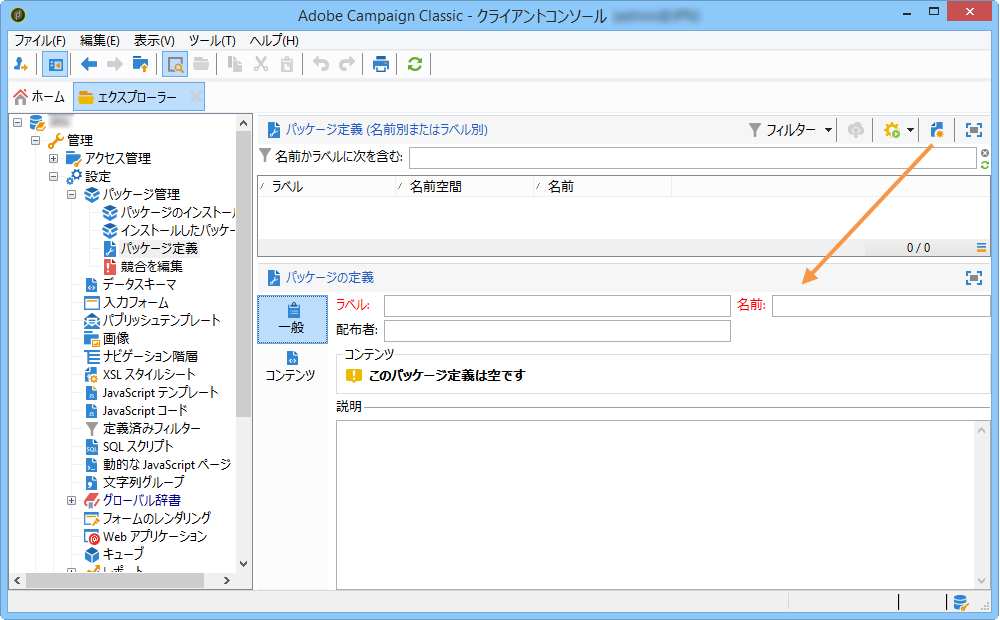 Adobe Campaign Classic - クライアントコンソール
ファイル(F) 編集(E) 表示(V) ツール(T) ヘルプ(H)
ホーム エクスプローラー
管理
アクセス管理
設定
パッケージ管理
パッケージのインストール
インストールしたパッケー
パッケージ定義
競合を編集
データスキーマ
入力フォーム
パブリッシュテンプレート
画像
ナビゲーション階層
XSL スタイルシート
JavaScript テンプレート
JavaScript コード
定義済みフィルター
SQL スクリプト
動的な JavaScript ページ
文字列グループ
グローバル辞書
フォームのレンダリング
Web アプリケーション
キューブ
レポート
パッケージ定義 (名前別またはラベル別) フィルター
名前かラベルに次を含む:
ラベル 名前空間 名前
0 / 0
パッケージの定義
一般
コンテンツ
ラベル: 名前:
配布者:
コンテンツ
このパッケージ定義は空です
説明